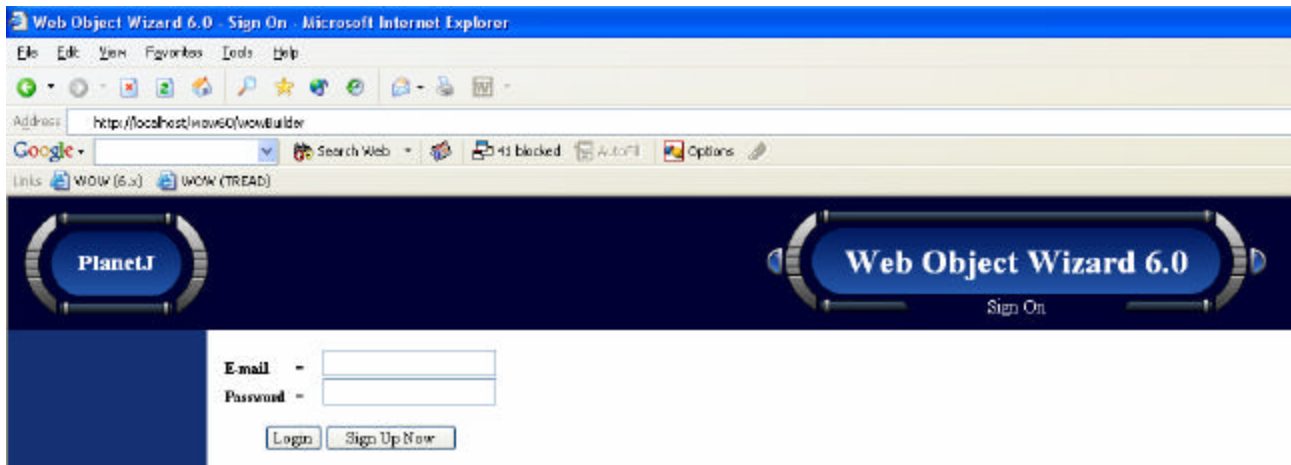 Web Object Wizard 6.0 - Sign On - Microsoft Internet Explorer
File Edit View Favorites Tools Help
Address http://localhost/wow60/wowBuilder
Google Search Web 41 blocked AutoFill Options
Links WOW (6.x) WOW (TREAD)
PlanetJ
Web Object Wizard 6.0
Sign On
E-mail =
Password =
Login Sign Up Now